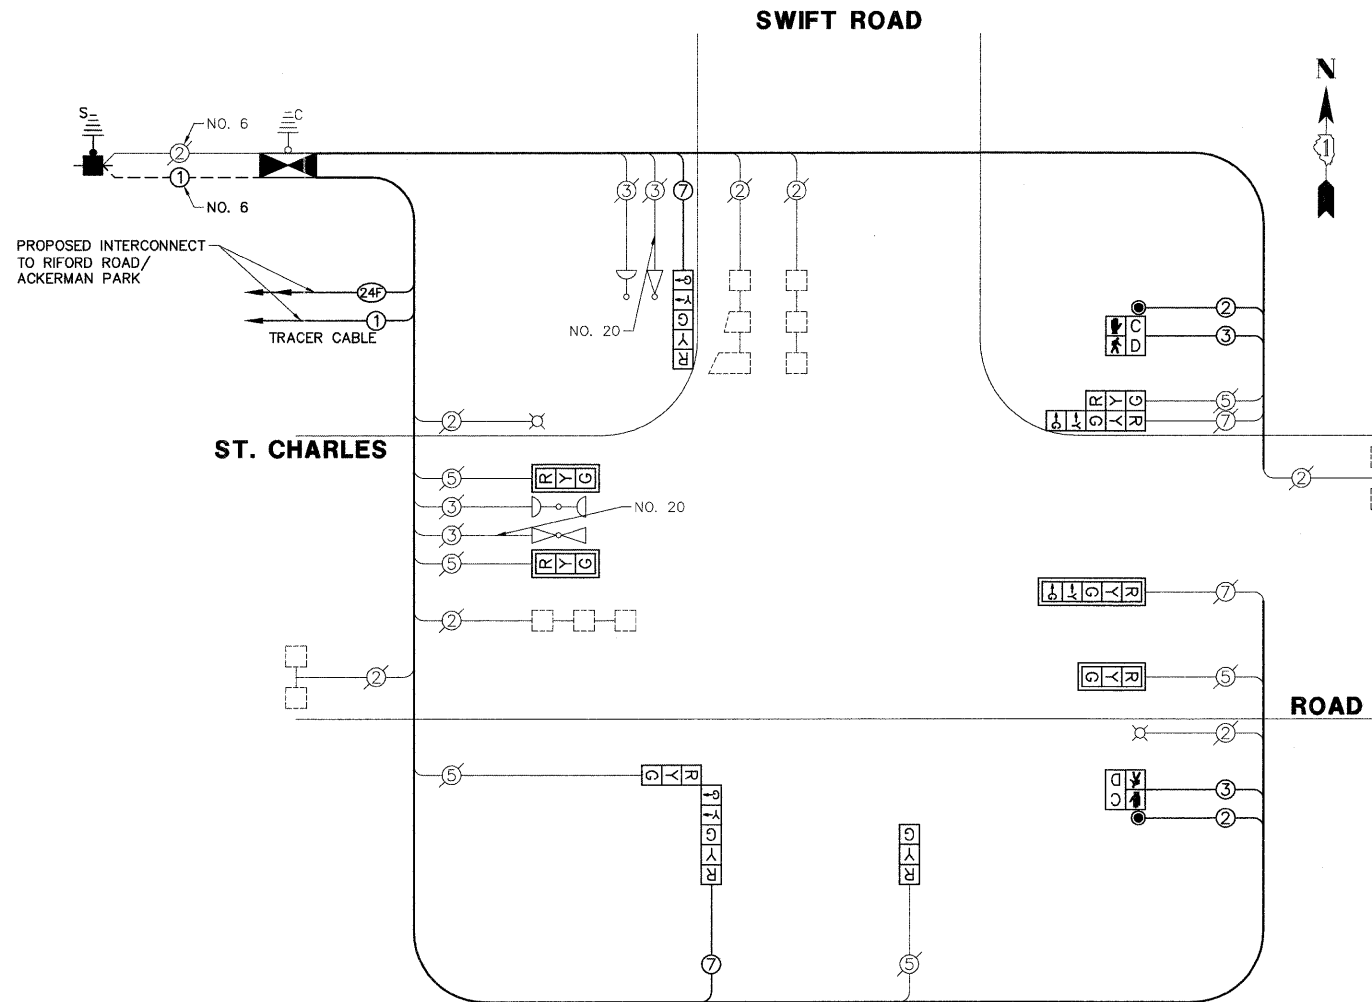 SWIFT ROAD
N
1
S
C
NO. 6
2
1
NO. 6
3 3 7 2 2
PROPOSED INTERCONNECT
TO RIFORD ROAD/
ACKERMAN PARK
24F
1
TRACER CABLE
NO. 20
G
Y
G
Y
R
2
C
3
D
R Y G
5
G Y G Y R
7
2
ST. CHARLES
5
R Y G
3
NO. 20
3
5
R Y G
2
2
2
G Y G Y R
7
G Y R
5
ROAD
2
5
G Y R
G
Y
G
Y
R
D
3
C
2
G
Y
R
7
5